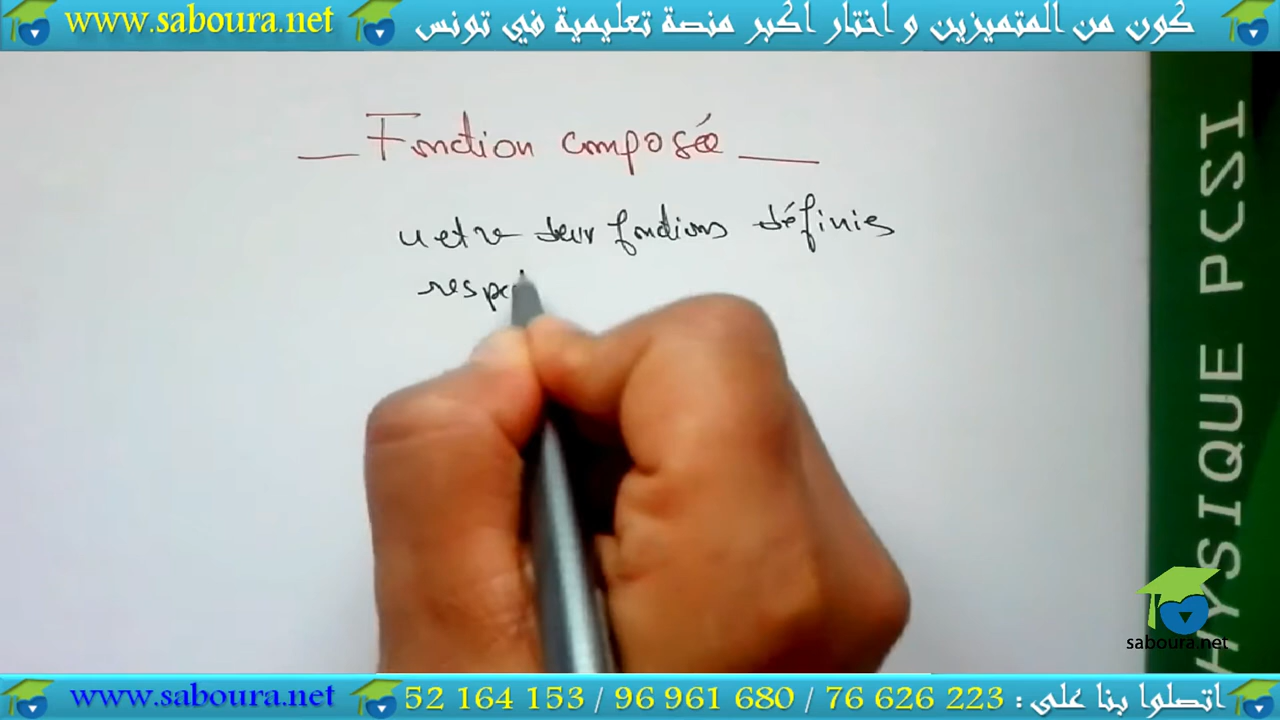 www.saboura.net كون من المتميزين و اختار اكبر منصة تعليمية في تونس
Fonction composée
u et v deux fonctions définies
respe
PHYSIQUE PCSI
saboura.net
www.saboura.net 52 164 153 / 96 961 680 / 76 626 223 : اتصلوا بنا على